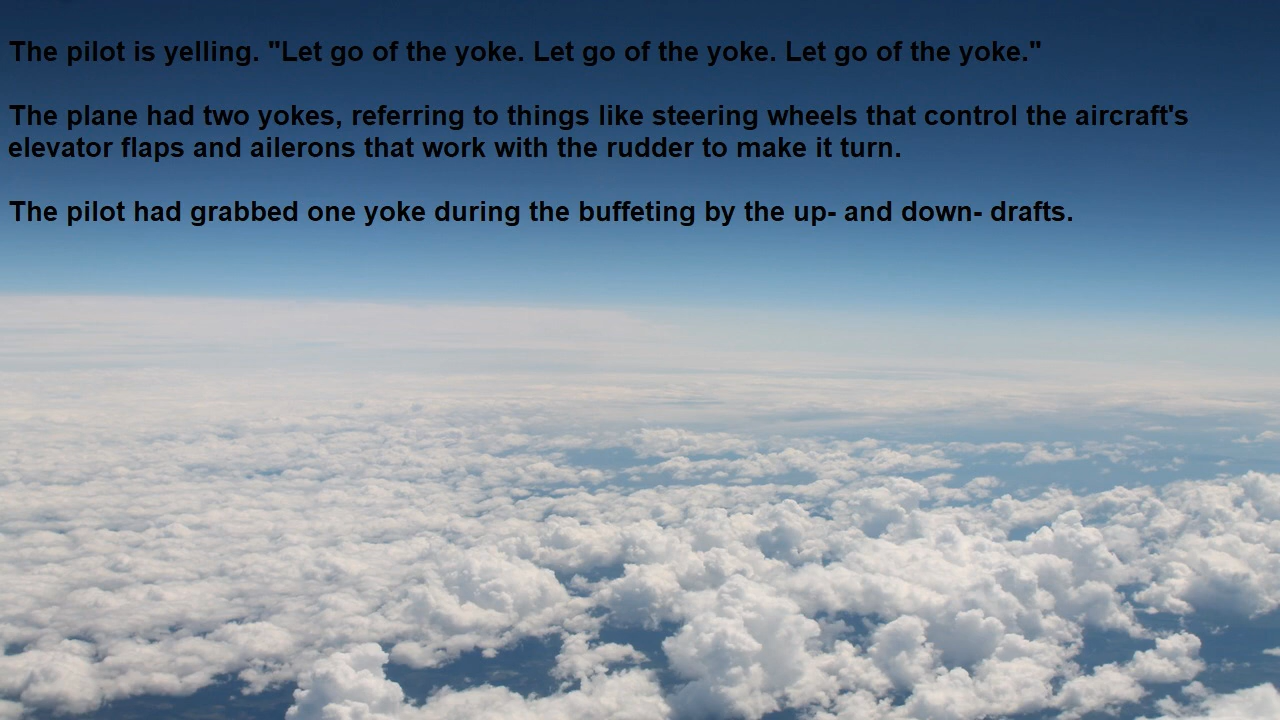 The pilot is yelling. "Let go of the yoke. Let go of the yoke. Let go of the yoke."
The plane had two yokes, referring to things like steering wheels that control the aircraft's
elevator flaps and ailerons that work with the rudder to make it turn.
The pilot had grabbed one yoke during the buffeting by the up- and down- drafts.